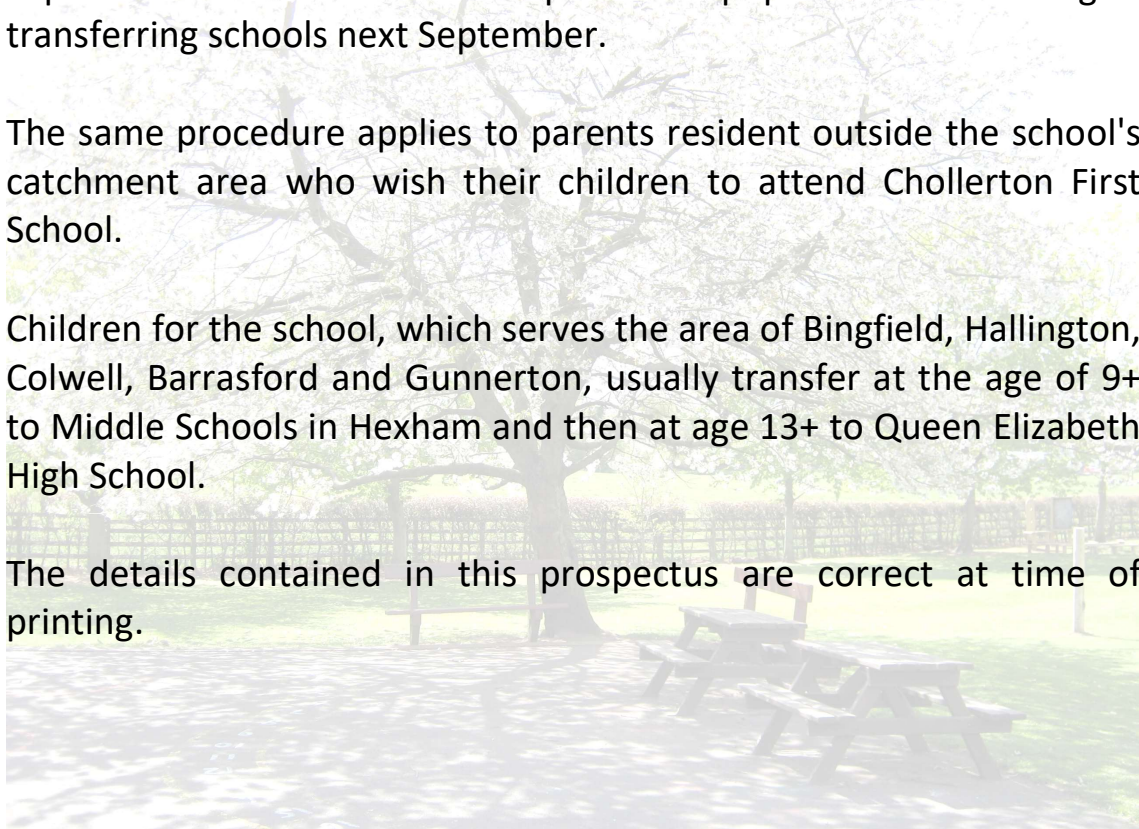 transferring schools next September.
The same procedure applies to parents resident outside the school's
catchment area who wish their children to attend Chollerton First
School.
Children for the school, which serves the area of Bingfield, Hallington,
Colwell, Barrasford and Gunnerton, usually transfer at the age of 9+
to Middle Schools in Hexham and then at age 13+ to Queen Elizabeth
High School.
The details contained in this prospectus are correct at time of
printing.